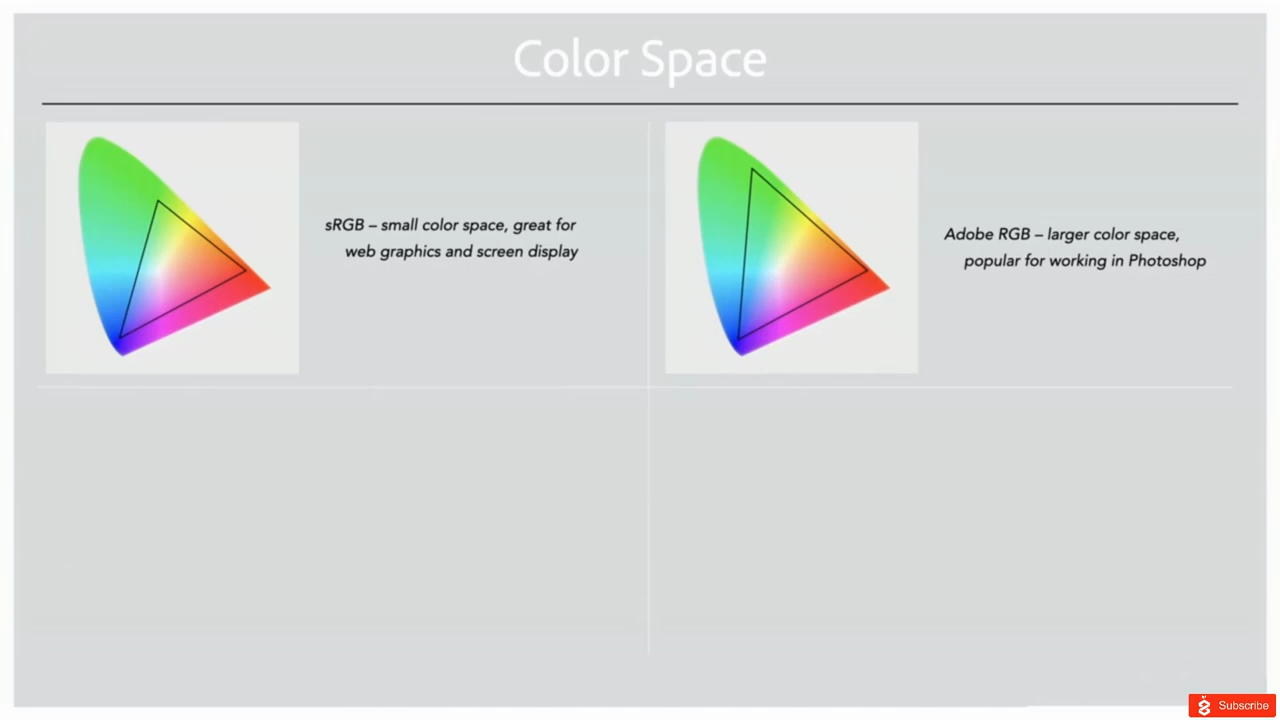 Color Space
sRGB – small color space, great for
web graphics and screen display
Adobe RGB – larger color space,
popular for working in Photoshop
Subscribe